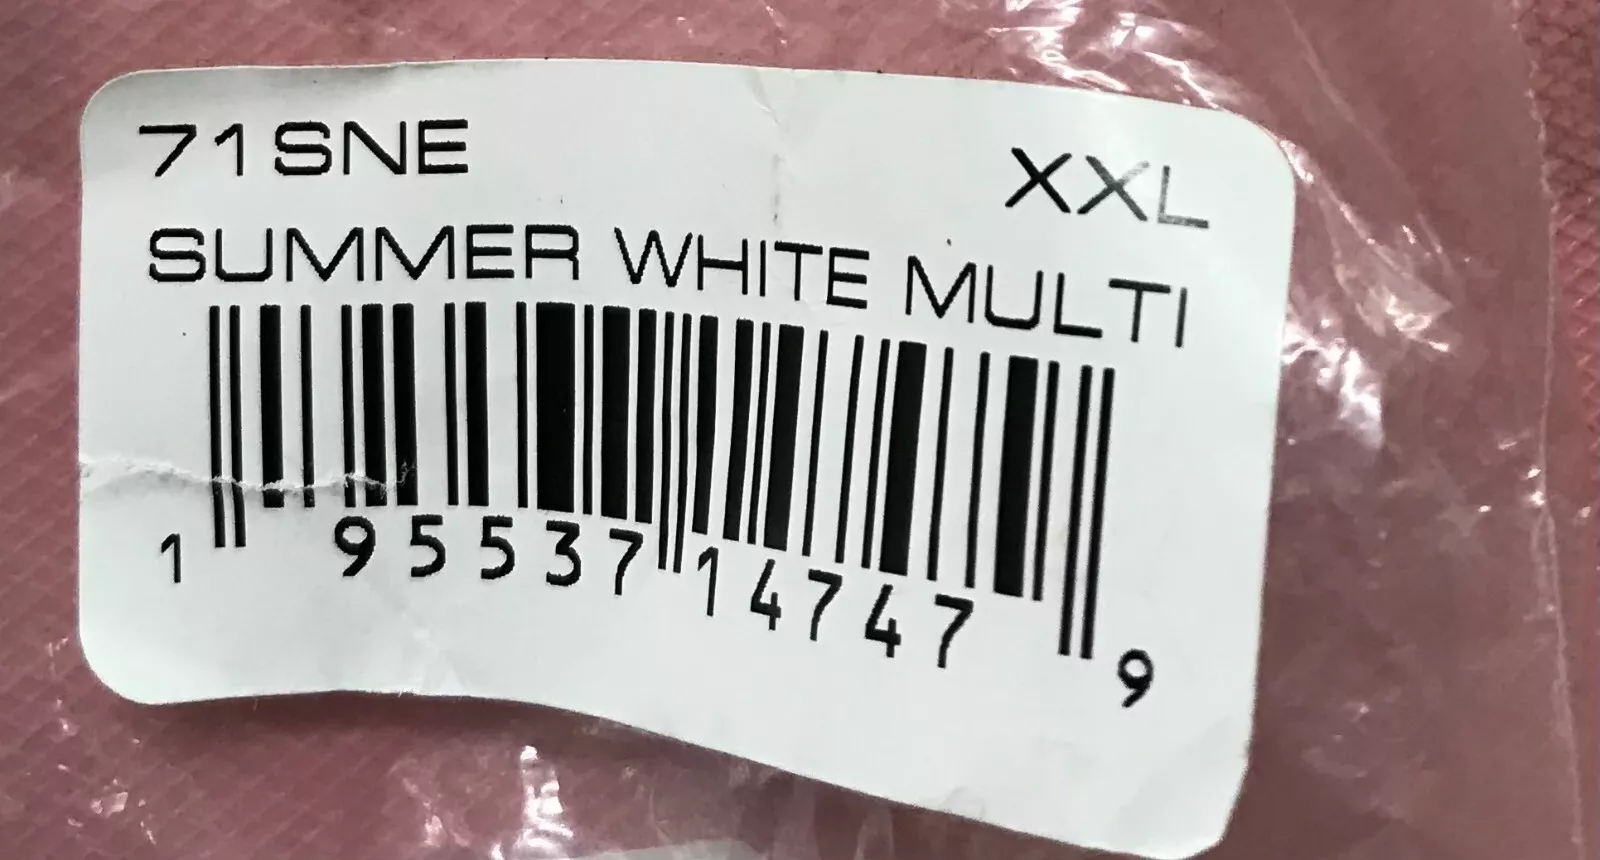 71SNE XXL
SUMMER WHITE MULTI
1 95537 14747 9